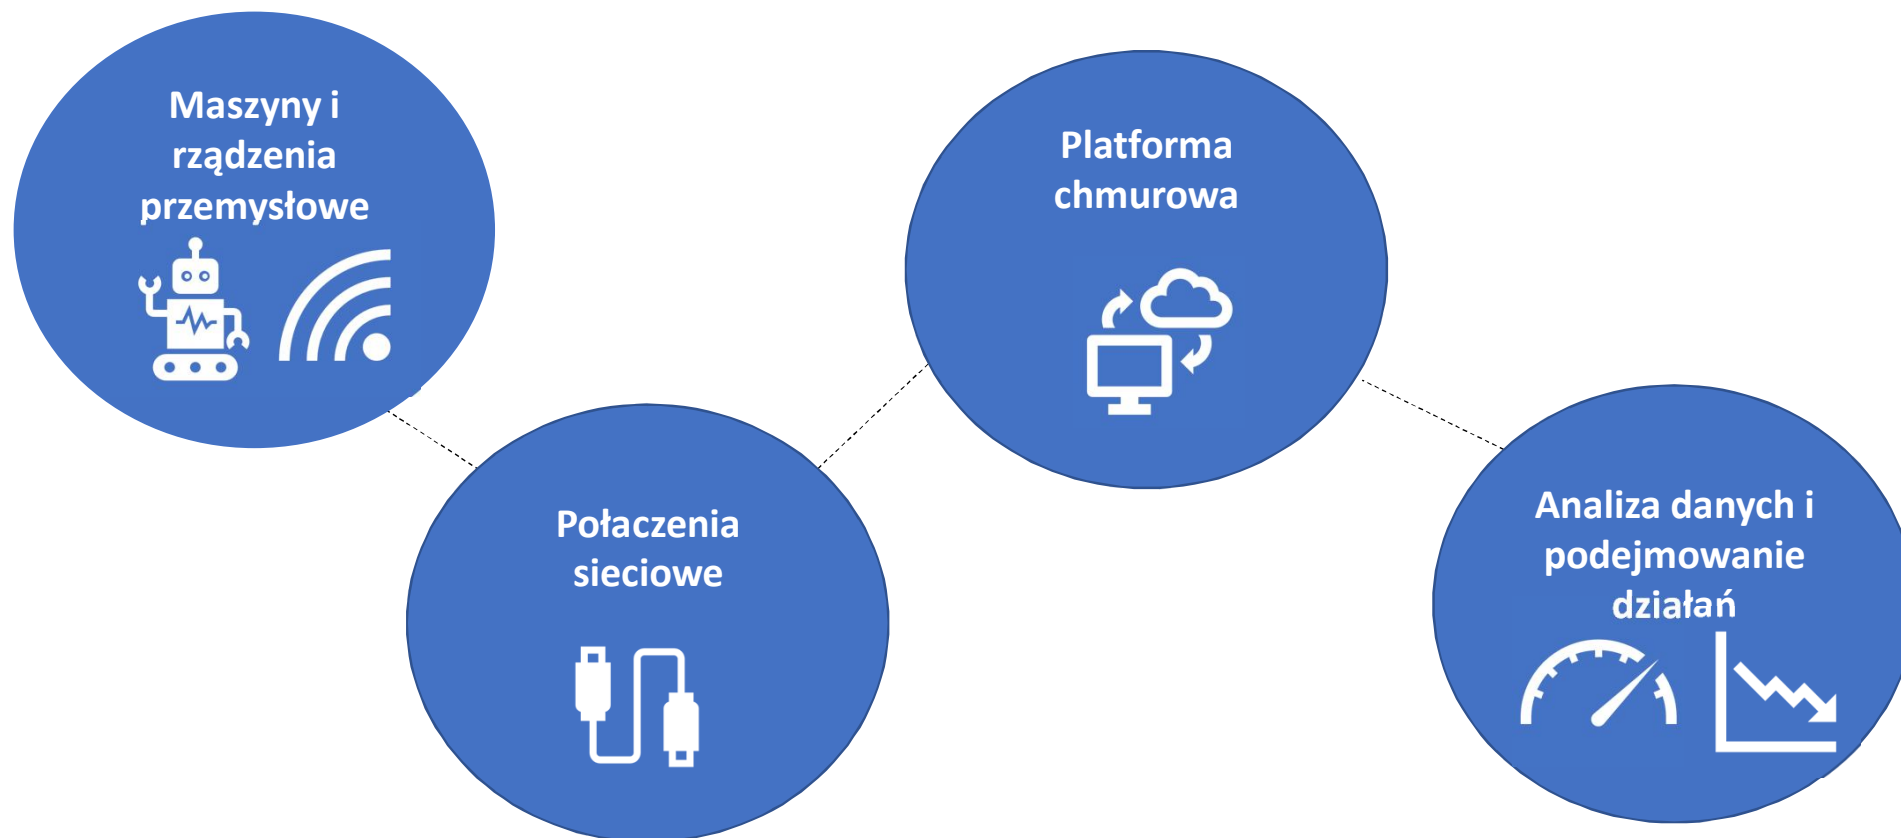 Maszyny i
rządzenia
przemysłowe
Połaczenia
sieciowe
Platforma
chmurowa
Analiza danych i
podejmowanie
działań